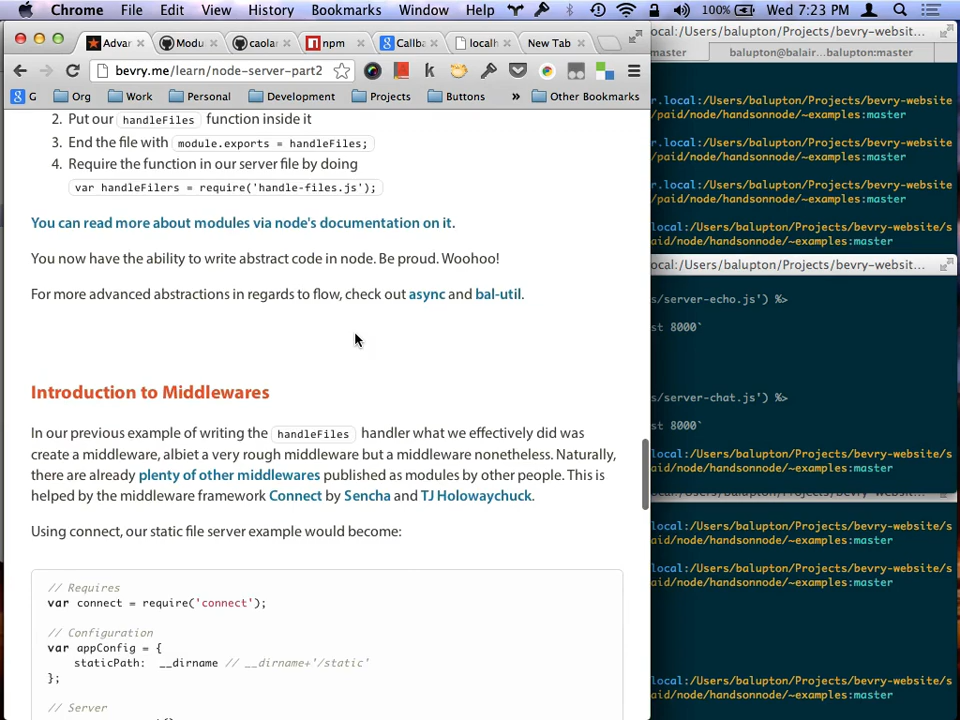 Chrome File Edit View History Bookmarks Window Help 100% Wed 7:23 PM
Advar Modu caolar npm Callba localh New Tab
bevry.me/learn/node-server-part2
G Org Work Personal Development Projects Buttons » Other Bookmarks
2. Put our handleFiles function inside it
3. End the file with module.exports = handleFiles;
4. Require the function in our server file by doing
var handleFilers = require('handle-files.js');
You can read more about modules via node's documentation on it.
You now have the ability to write abstract code in node. Be proud. Woohoo!
For more advanced abstractions in regards to flow, check out async and bal-util.
Introduction to Middlewares
In our previous example of writing the handleFiles handler what we effectively did was
create a middleware, albiet a very rough middleware but a middleware nonetheless. Naturally,
there are already plenty of other middlewares published as modules by other people. This is
helped by the middleware framework Connect by Sencha and TJ Holowaychuck.
Using connect, our static file server example would become:
// Requires
var connect = require('connect');
// Configuration
var appConfig = {
staticPath: __dirname // __dirname+'/static'
};
// Server
local:/Users/balupton/Projects/bevry-websit...
master balupton@balair...balupton:master
r.local:/Users/balupton/Projects/bevry-website
/paid/node/handsonnode/~examples:master
r.local:/Users/balupton/Projects/bevry-website
/paid/node/handsonnode/~examples:master
r.local:/Users/balupton/Projects/bevry-website
/paid/node/handsonnode/~examples:master
local:/Users/balupton/Projects/bevry-website/s
aid/node/handsonnode/~examples:master
local:/Users/balupton/Projects/bevry-websit...
s/server-echo.js') %>
st 8000`
s/server-chat.js') %>
st 8000`
local:/Users/balupton/Projects/bevry-website/s
aid/node/handsonnode/~examples:master
local:/Users/balupton/Projects/bevry-website/s
aid/node/handsonnode/~examples:master
local:/Users/balupton/Projects/bevry-website/s
aid/node/handsonnode/~examples:master
local:/Users/balupton/Projects/bevry-website/s
aid/node/handsonnode/~examples:master